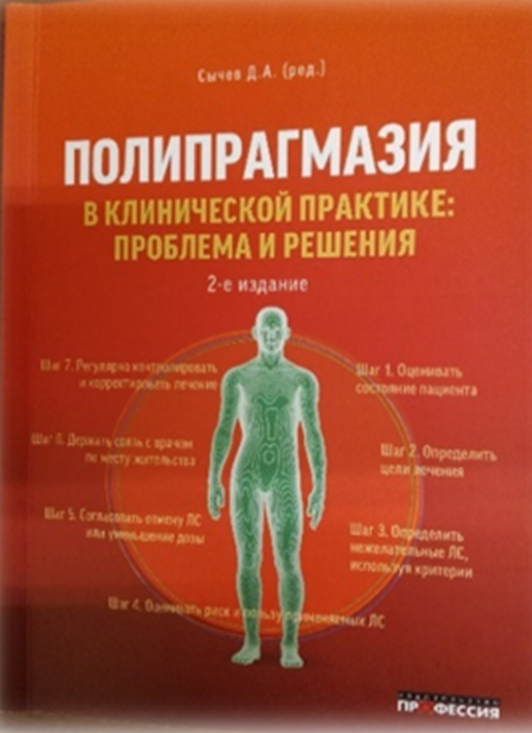 Сычев Д.А. (ред.)
ПОЛИПРАГМАЗИЯ
В КЛИНИЧЕСКОЙ ПРАКТИКЕ:
ПРОБЛЕМА И РЕШЕНИЯ
2-е издание
Шаг 1. Оценивать
состояние пациента
Шаг 2. Определить
цели лечения
Шаг 3. Определить
нежелательные ЛС,
используя критерии
Шаг 4. Оценивать риск и пользу применяемых ЛС
Шаг 5. Согласовать отмену ЛС
или уменьшение дозы
Шаг 6. Держать связь с врачом
по месту жительства
Шаг 7. Регулярно контролировать
и корректировать лечение
ИЗДАТЕЛЬСТВО
ПРОФЕССИЯ